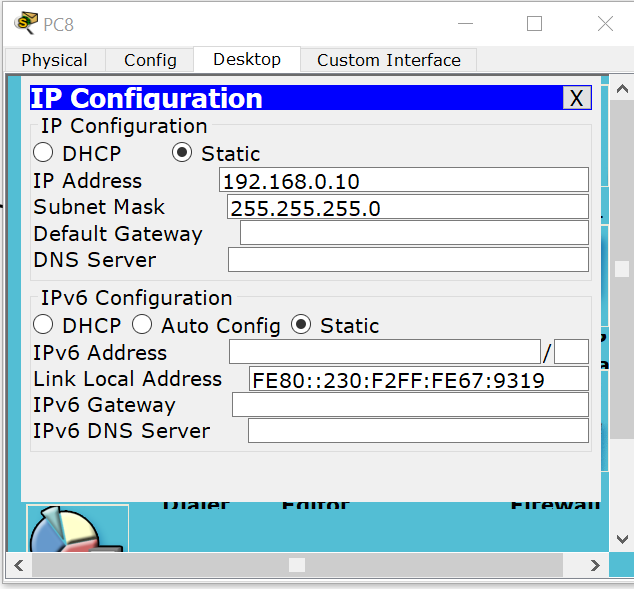 PC8
Physical Config Desktop Custom Interface
IP Configuration X
IP Configuration
DHCP Static
IP Address 192.168.0.10
Subnet Mask 255.255.255.0
Default Gateway
DNS Server
IPv6 Configuration
DHCP Auto Config Static
IPv6 Address /
Link Local Address FE80::230:F2FF:FE67:9319
IPv6 Gateway
IPv6 DNS Server
Dialer Editor Firewall